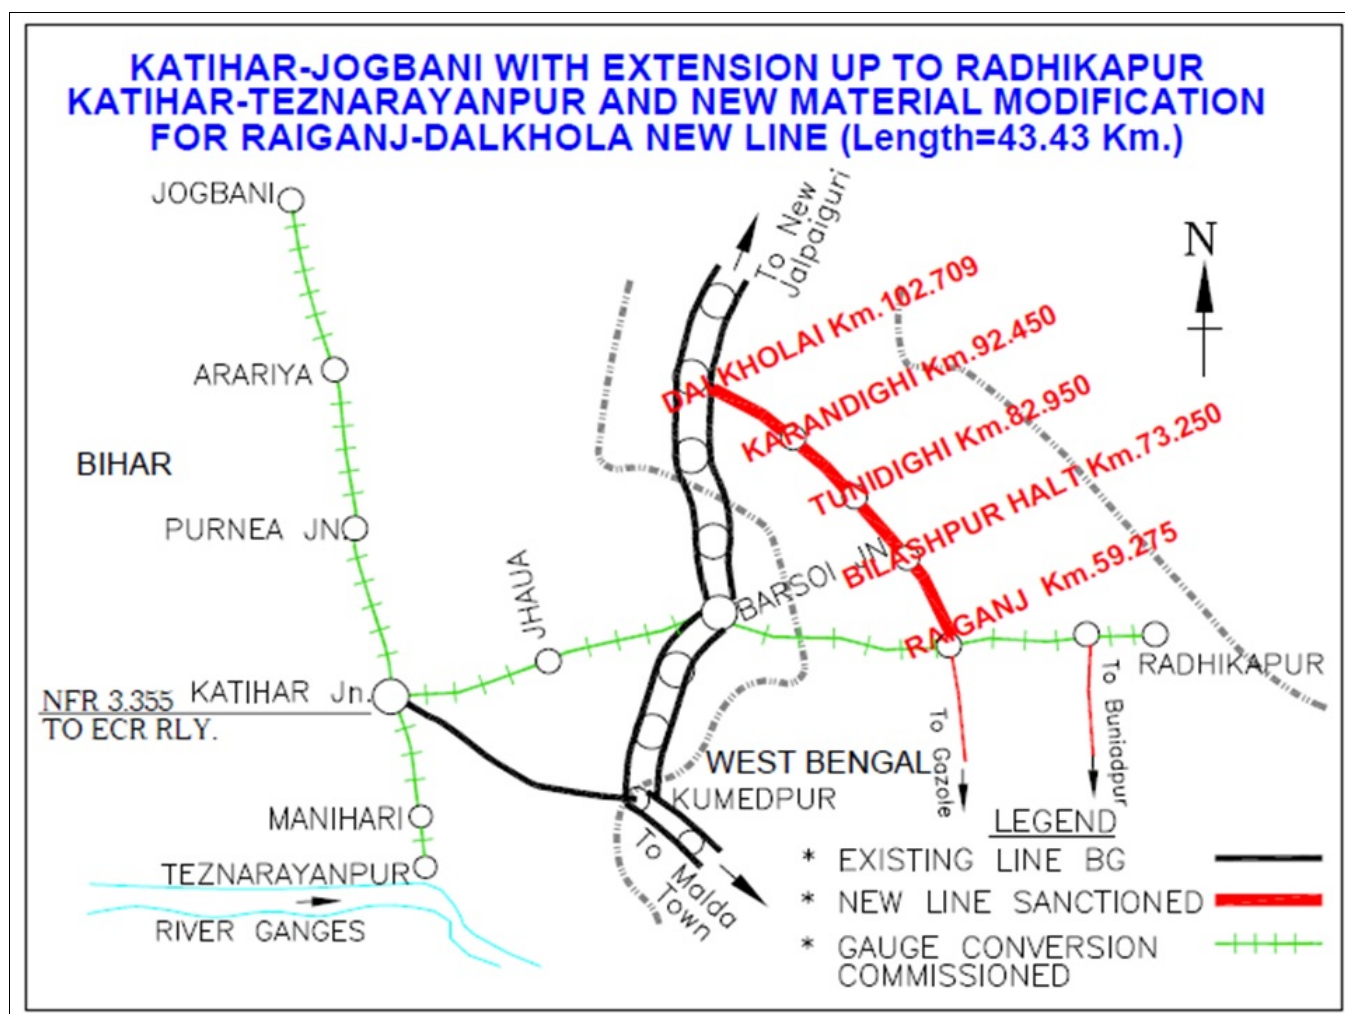 KATIHAR-JOGBANI WITH EXTENSION UP TO RADHIKAPUR
KATIHAR-TEZNARAYANPUR AND NEW MATERIAL MODIFICATION
FOR RAIGANJ-DALKHOLA NEW LINE (Length=43.43 Km.)
JOGBANI
To New
Jalpaiguri
N
DALKHOLAI Km.102.709
ARARIYA
KARANDIGHI Km.92.450
BIHAR
TUNIDIGHI Km.82.950
PURNEA JN.
BILASHPUR HALT Km.73.250
JHAUA
BARSOI JN.
RAIGANJ Km.59.275
RADHIKAPUR
KATIHAR Jn.
NFR 3.355
TO ECR RLY.
To Gazole
To Buniadpur
WEST BENGAL
KUMEDPUR
MANIHARI
To Malda
Town
TEZNARAYANPUR
RIVER GANGES
LEGEND
* EXISTING LINE BG
* NEW LINE SANCTIONED
* GAUGE CONVERSION
COMMISSIONED